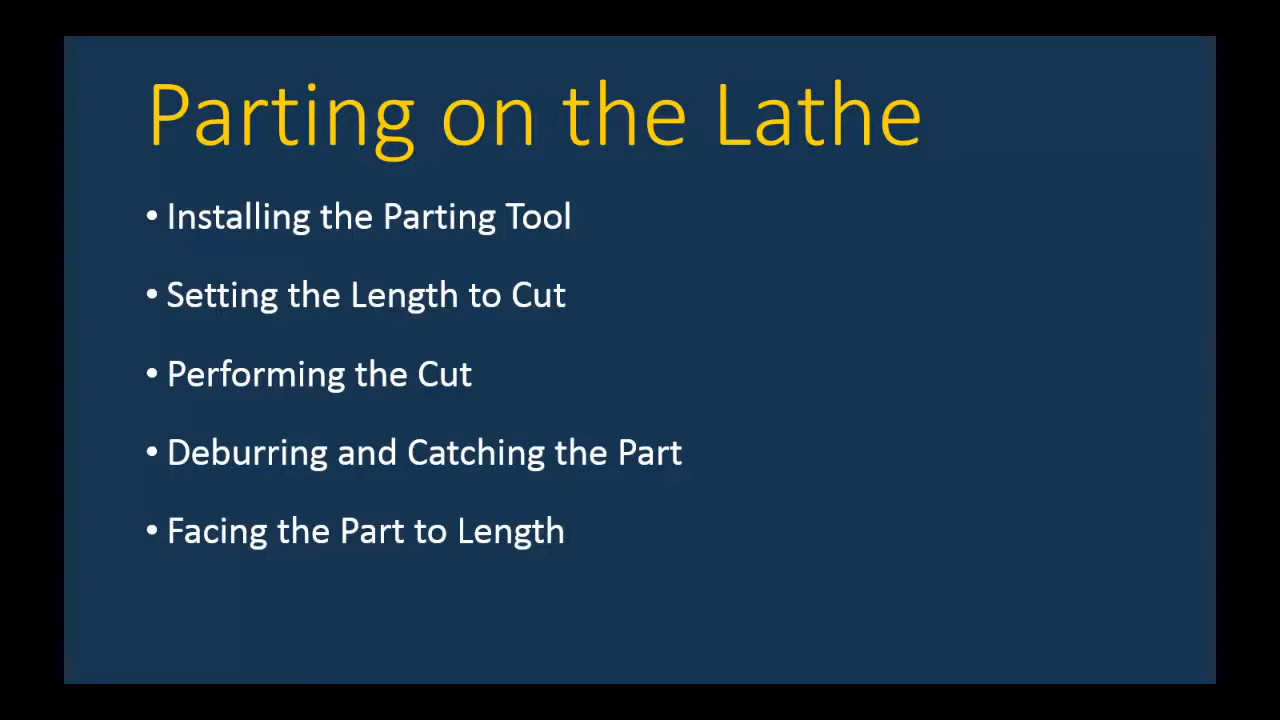 Parting on the Lathe
• Installing the Parting Tool
• Setting the Length to Cut
• Performing the Cut
• Deburring and Catching the Part
• Facing the Part to Length